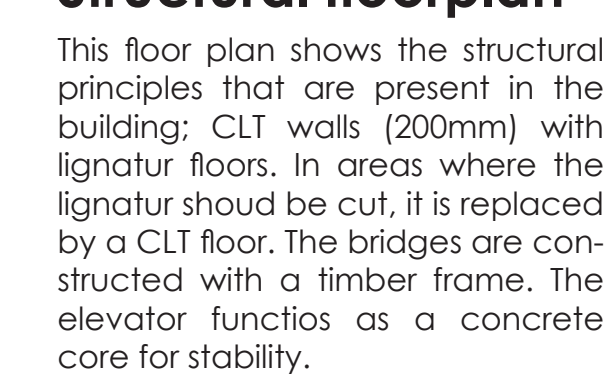 Structural floorplan
This floor plan shows the structural
principles that are present in the
building; CLT walls (200mm) with
lignatur floors. In areas where the
lignatur shoud be cut, it is replaced
by a CLT floor. The bridges are con-
structed with a timber frame. The
elevator functios as a concrete
core for stability.